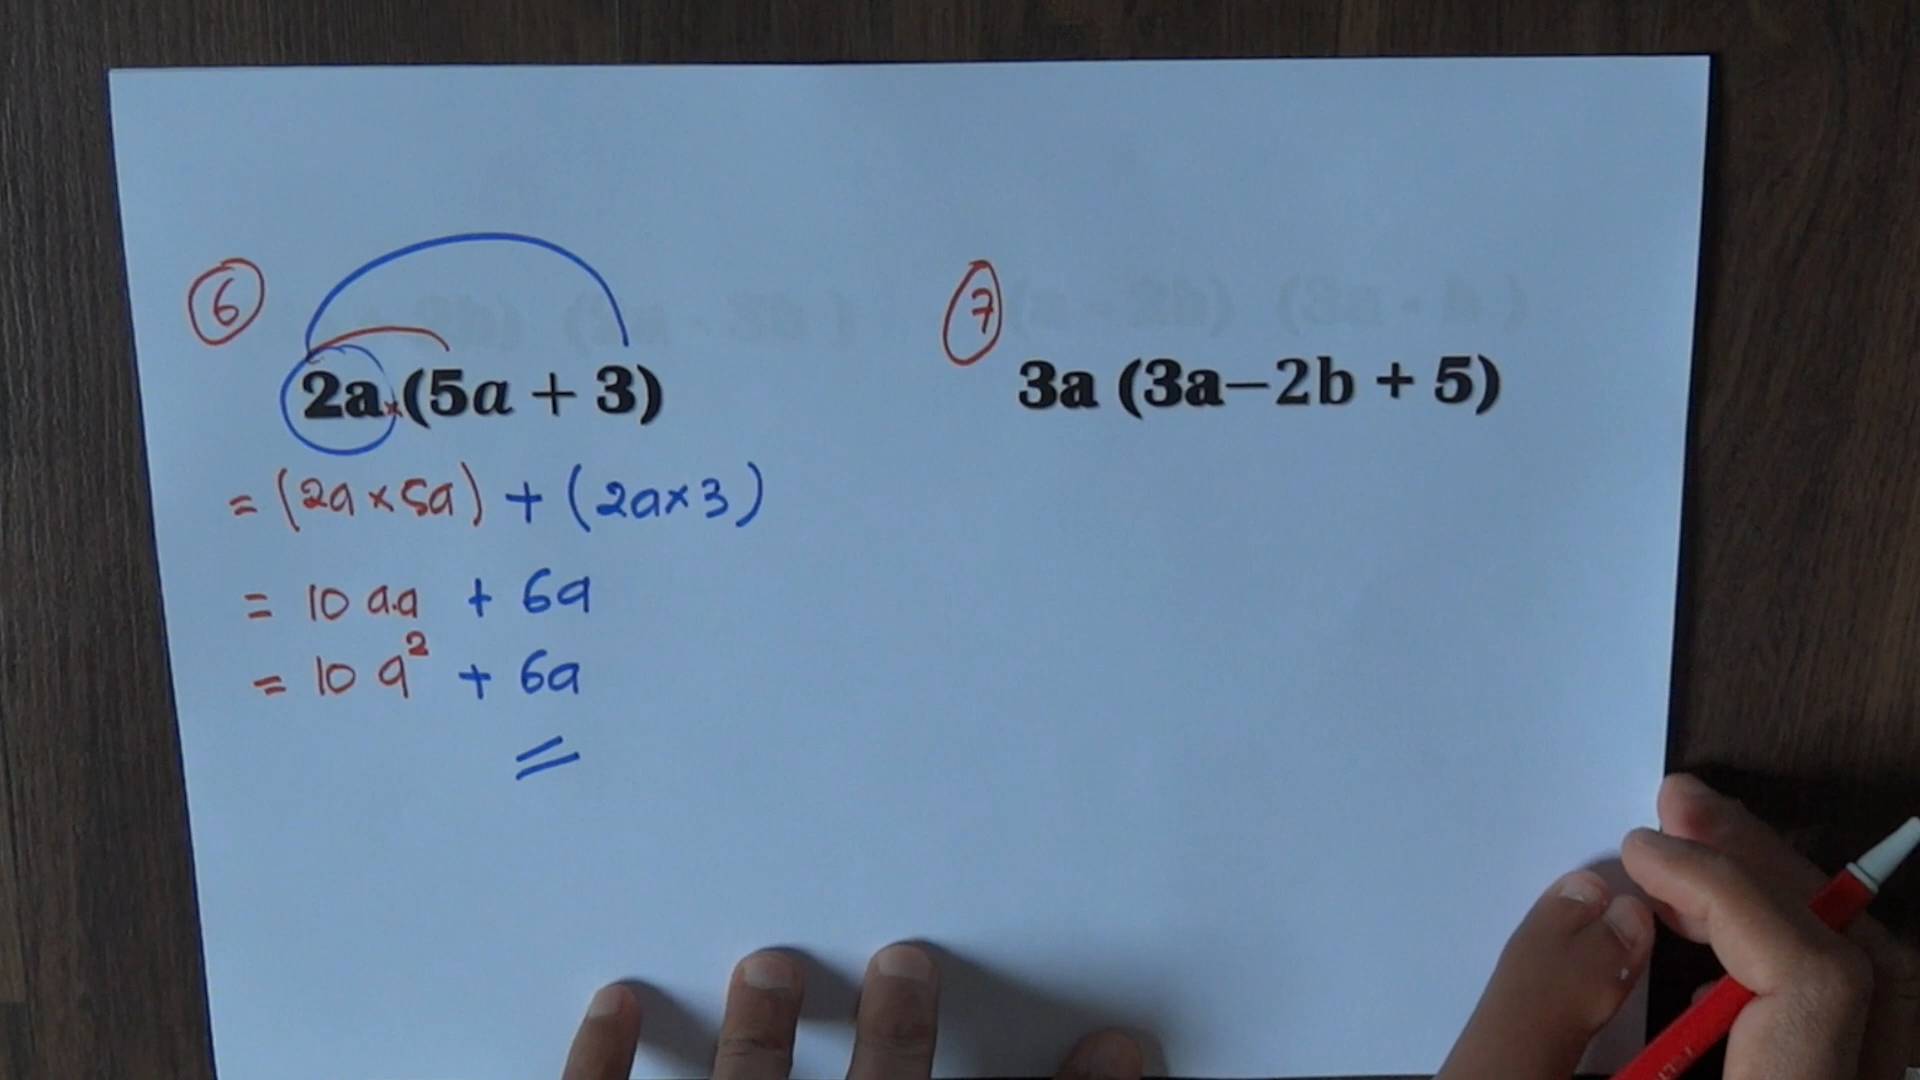 6
2a × (5a + 3)
= (2a × 5a) + (2a × 3)
= 10 a.a + 6a
= 10 a² + 6a
7
3a (3a−2b + 5)